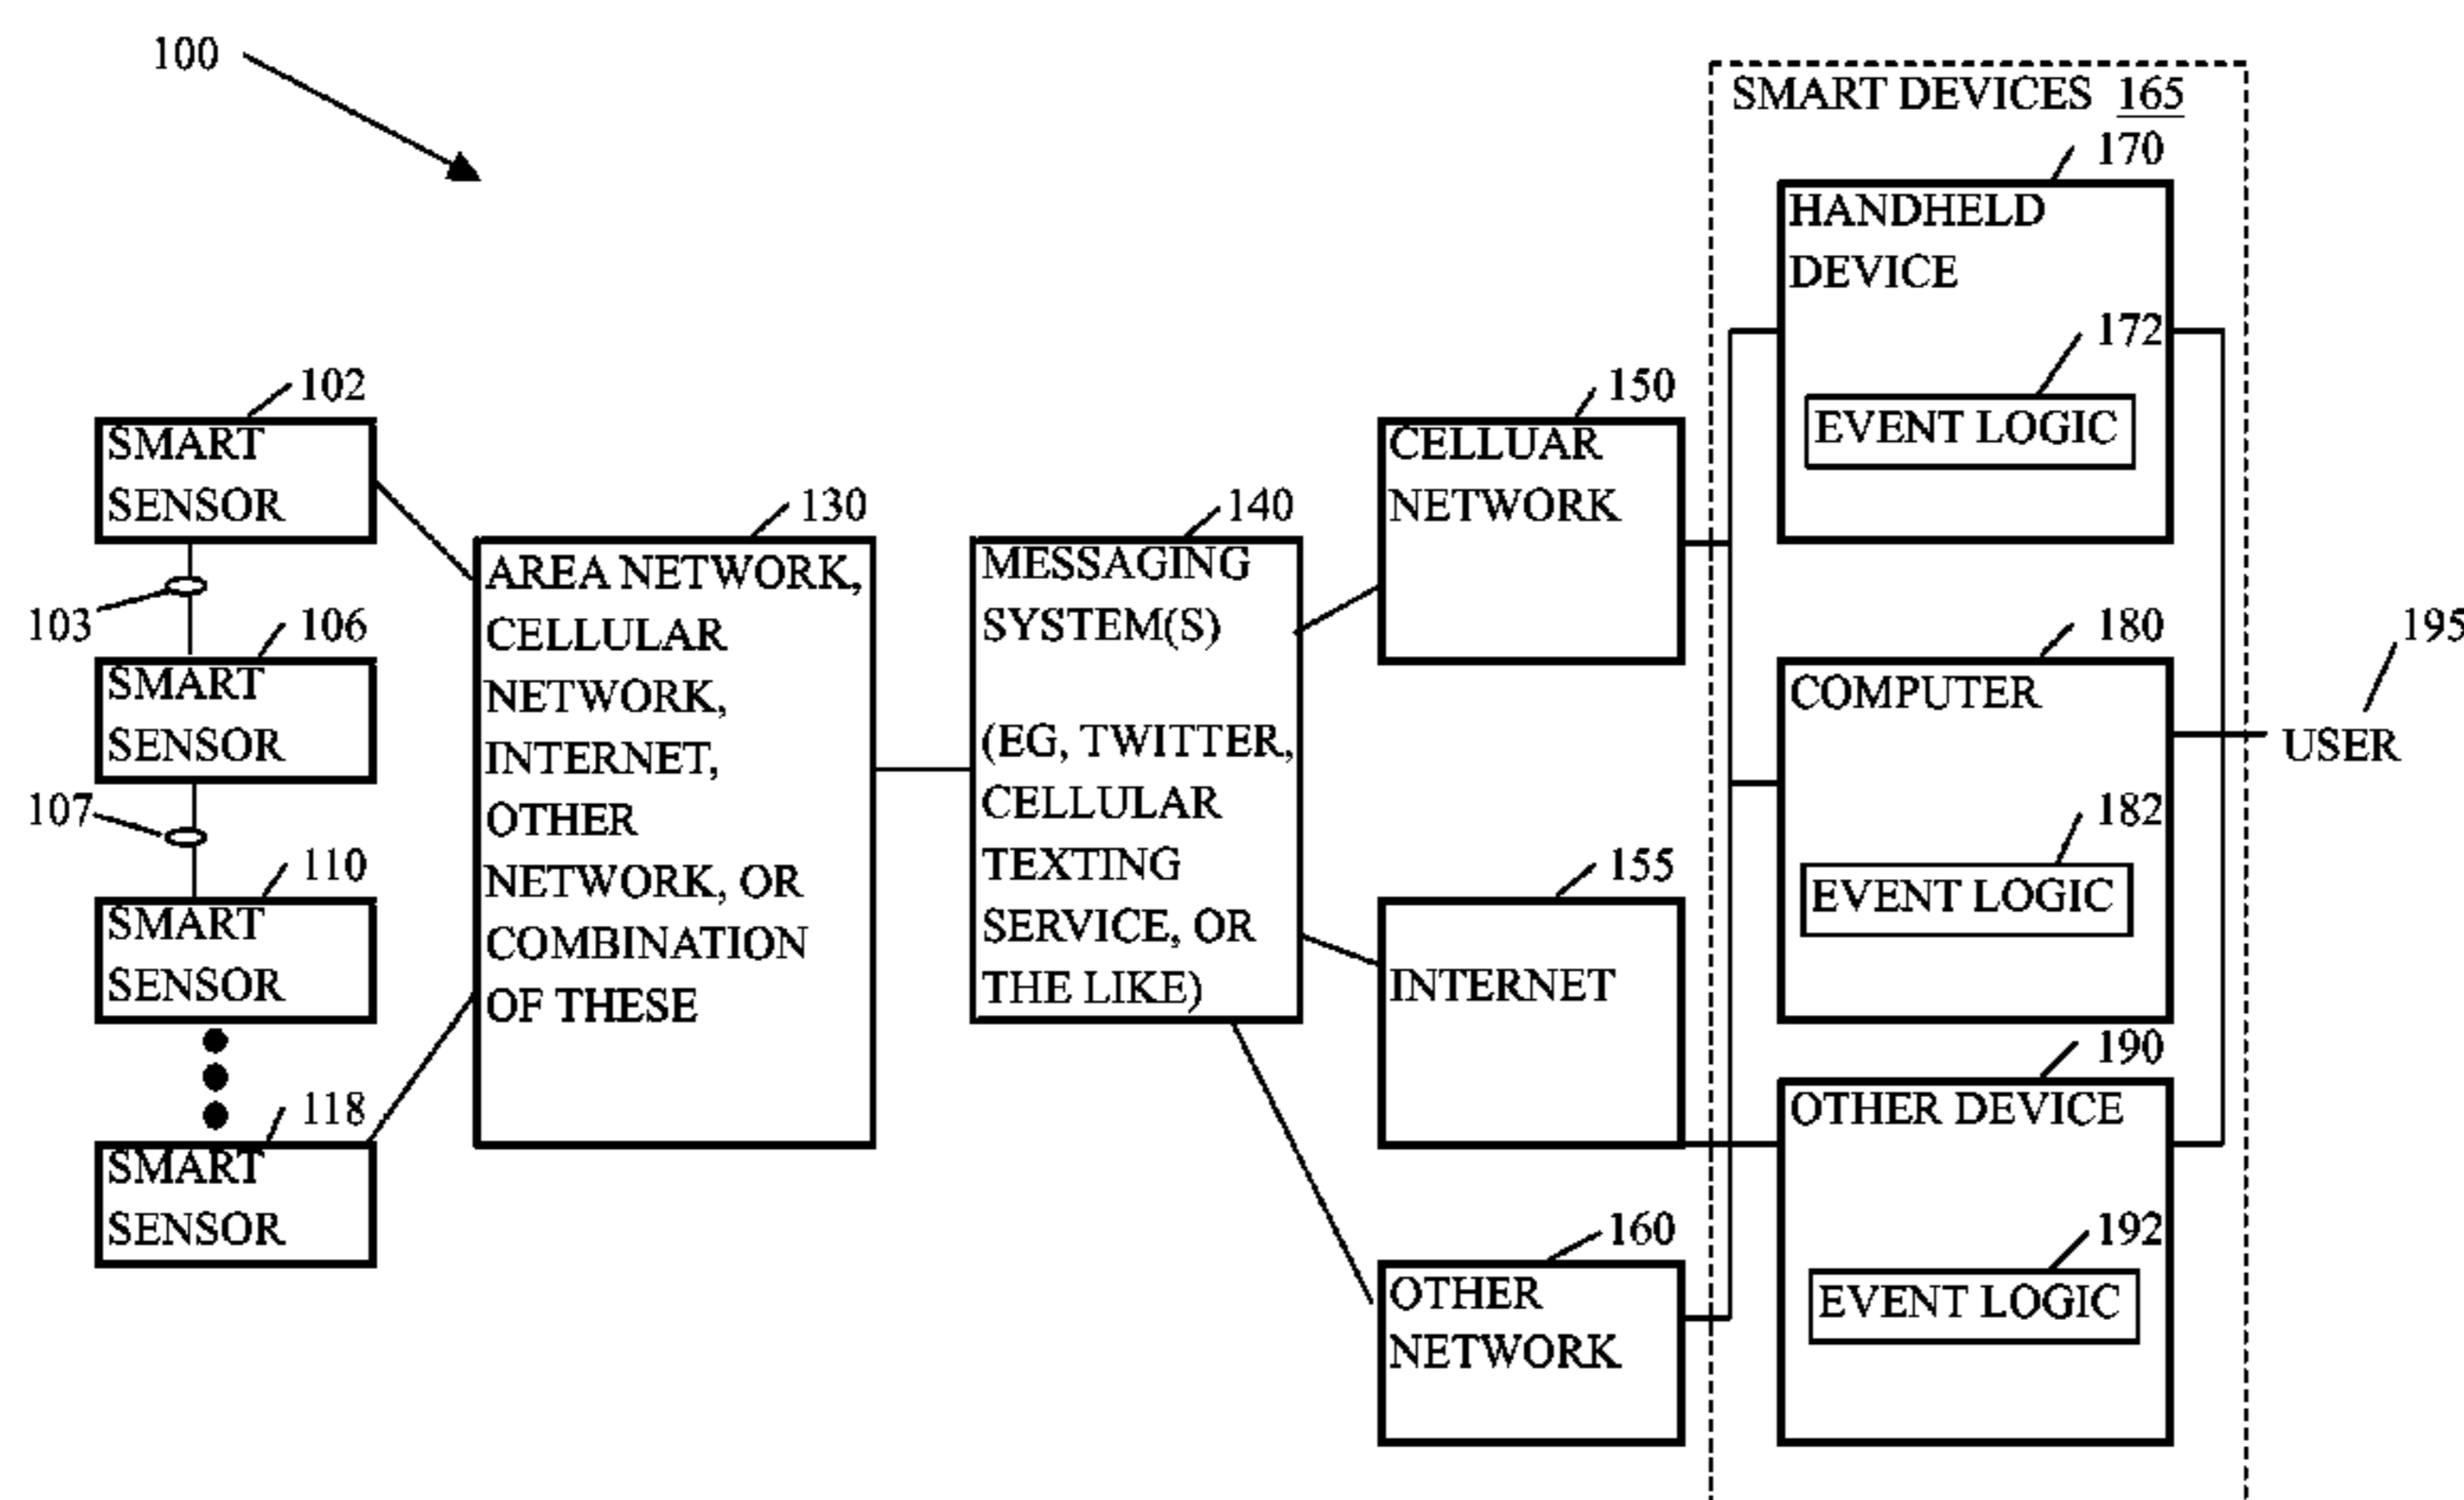 100
SMART DEVICES 165
170
HANDHELD
DEVICE
172
EVENT LOGIC
102
SMART
SENSOR
103
106
SMART
SENSOR
107
110
SMART
SENSOR
118
SMART
SENSOR
130
AREA NETWORK,
CELLULAR
NETWORK,
INTERNET,
OTHER
NETWORK, OR
COMBINATION
OF THESE
140
MESSAGING
SYSTEM(S)
(EG, TWITTER,
CELLULAR
TEXTING
SERVICE, OR
THE LIKE)
150
CELLUAR
NETWORK
155
INTERNET
160
OTHER
NETWORK
180
COMPUTER
182
EVENT LOGIC
190
OTHER DEVICE
192
EVENT LOGIC
195
USER